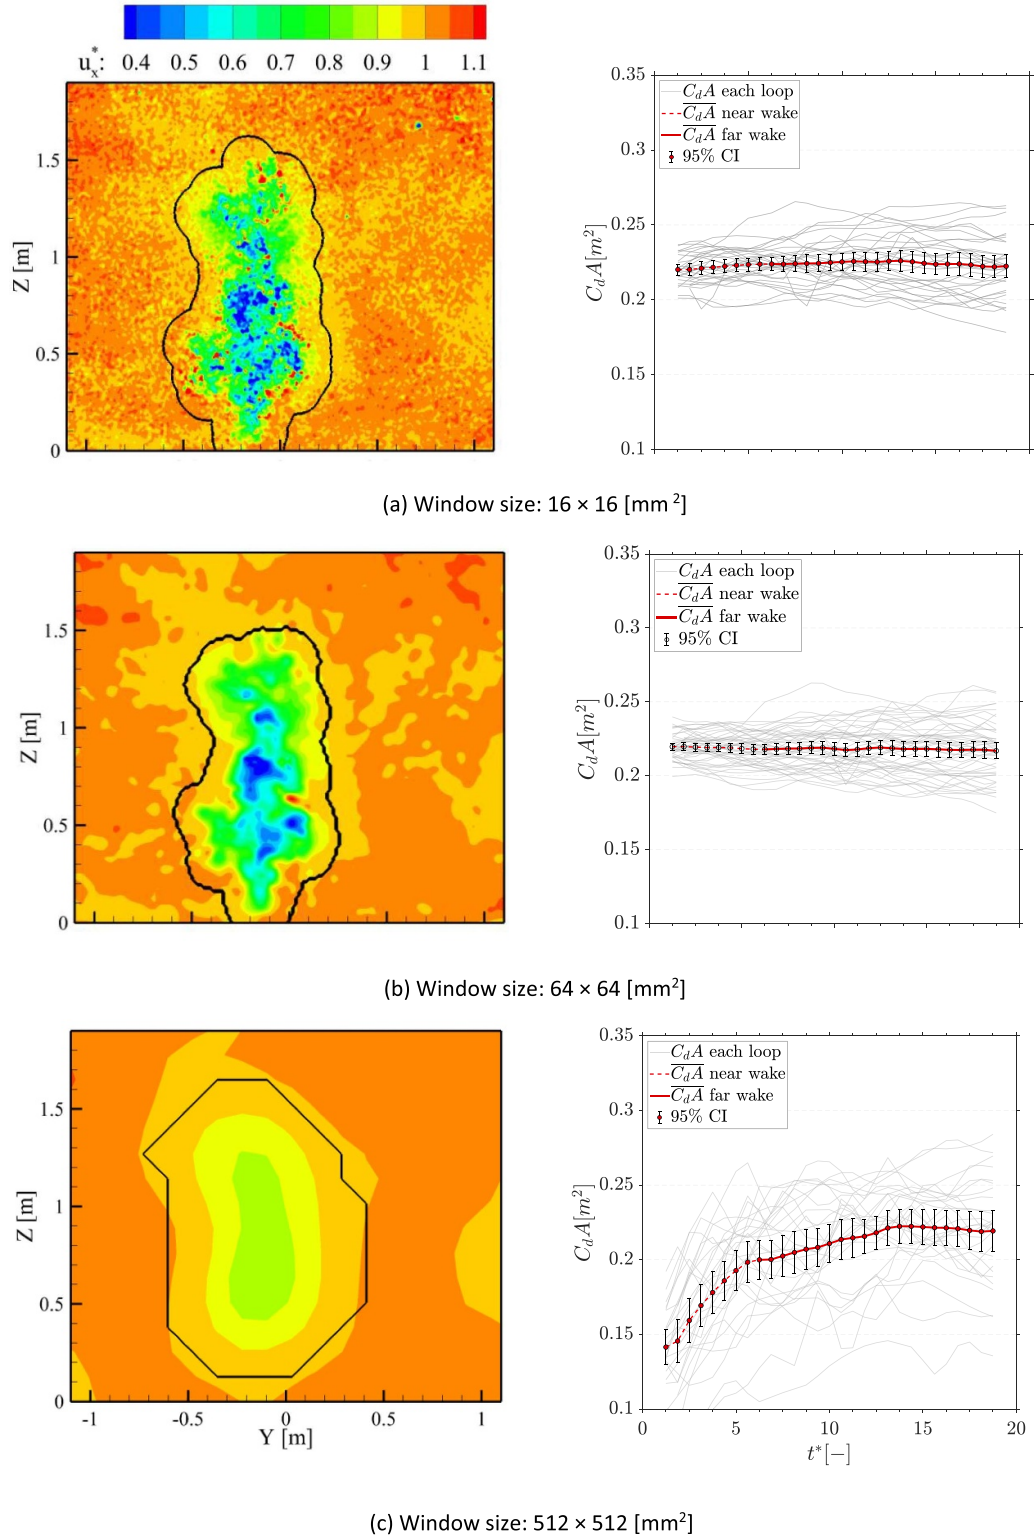 u*x: 0.4 0.5 0.6 0.7 0.8 0.9 1 1.1
1.5
1
0.5
0
Z [m]
0.35
0.3
0.25
0.2
0.15
0.1
CdA[m²]
CdA each loop
CdA near wake
CdA far wake
95% CI
(a) Window size: 16 × 16 [mm ²]
1.5
1
0.5
0
Z [m]
0.35
0.3
0.25
0.2
0.15
0.1
CdA[m²]
CdA each loop
CdA near wake
CdA far wake
95% CI
(b) Window size: 64 × 64 [mm²]
1.5
1
0.5
0
Z [m]
-1 -0.5 0 0.5 1
Y [m]
0.35
0.3
0.25
0.2
0.15
0.1
CdA[m²]
CdA each loop
CdA near wake
CdA far wake
95% CI
0 5 10 15 20
t*[−]
(c) Window size: 512 × 512 [mm²]